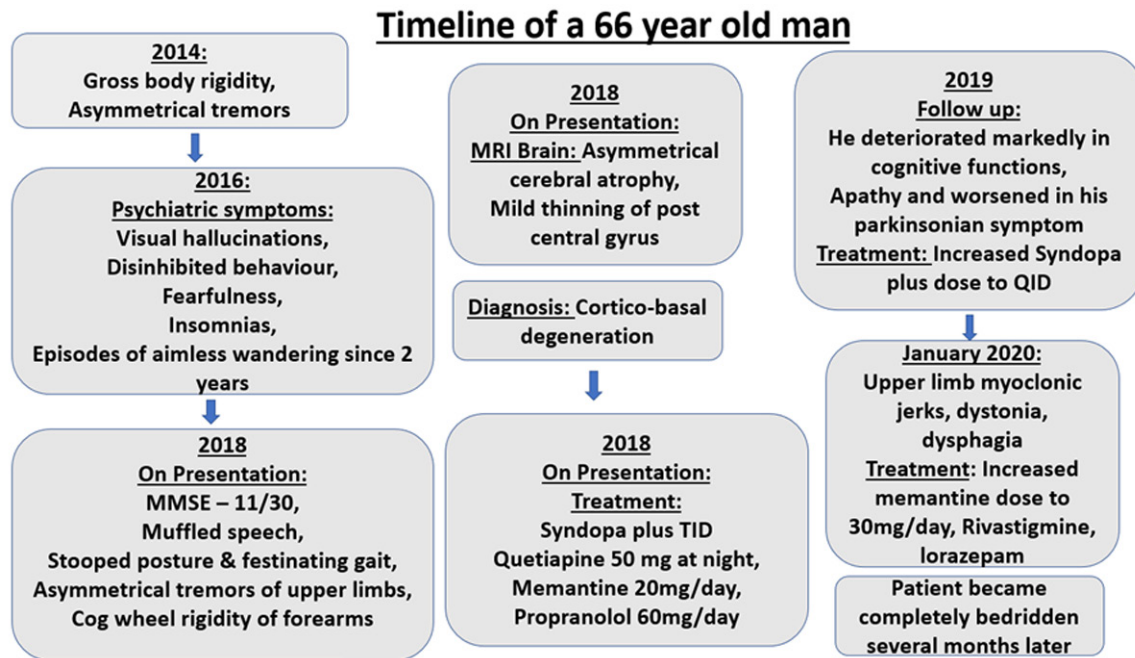 Timeline of a 66 year old man
2014:
Gross body rigidity,
Asymmetrical tremors
2016:
Psychiatric symptoms:
Visual hallucinations,
Disinhibited behaviour,
Fearfulness,
Insomnias,
Episodes of aimless wandering since 2
years
2018
On Presentation:
MMSE – 11/30,
Muffled speech,
Stooped posture & festinating gait,
Asymmetrical tremors of upper limbs,
Cog wheel rigidity of forearms
2018
On Presentation:
MRI Brain: Asymmetrical
cerebral atrophy,
Mild thinning of post
central gyrus
Diagnosis: Cortico-basal
degeneration
2018
On Presentation:
Treatment:
Syndopa plus TID
Quetiapine 50 mg at night,
Memantine 20mg/day,
Propranolol 60mg/day
2019
Follow up:
He deteriorated markedly in
cognitive functions,
Apathy and worsened in his
parkinsonian symptom
Treatment: Increased Syndopa
plus dose to QID
January 2020:
Upper limb myoclonic
jerks, dystonia,
dysphagia
Treatment: Increased
memantine dose to
30mg/day, Rivastigmine,
lorazepam
Patient became
completely bedridden
several months later